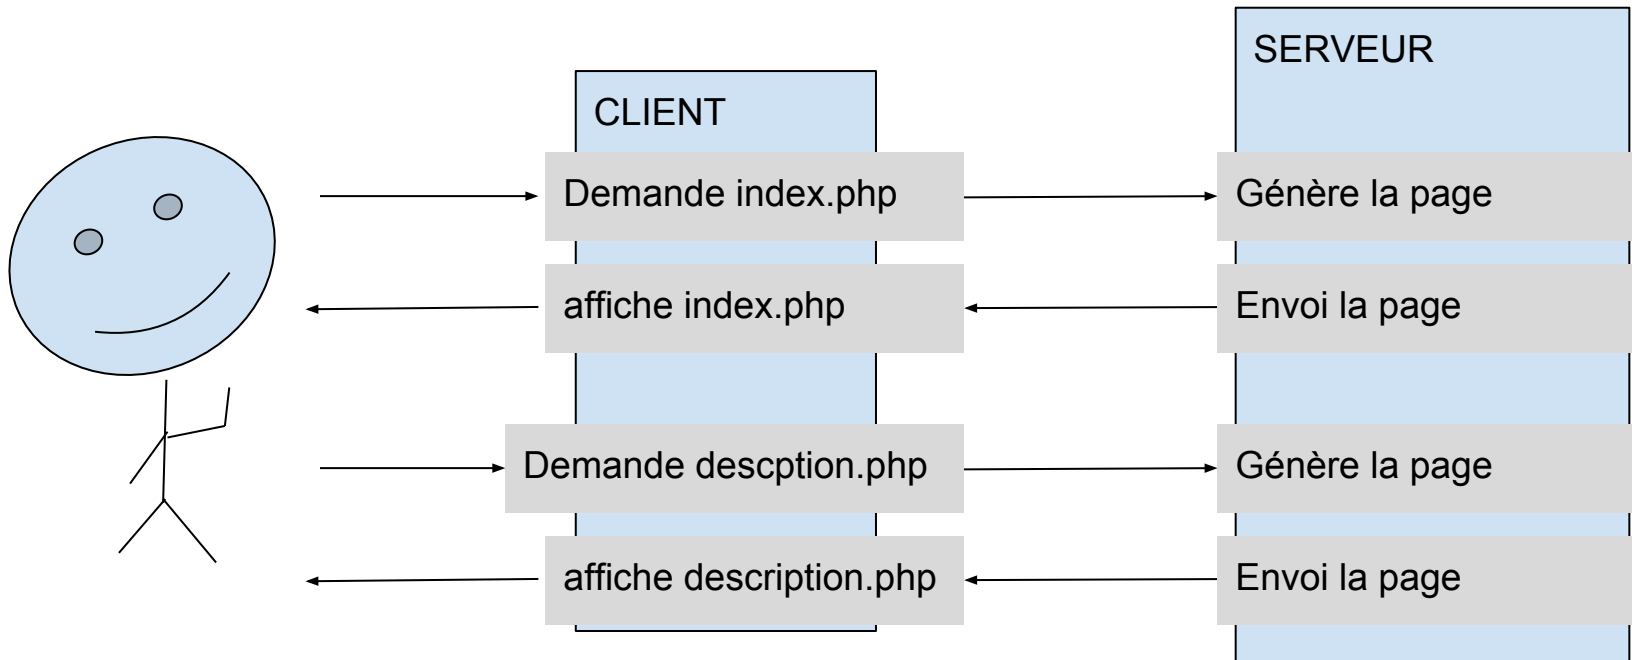 SERVEUR
CLIENT
Demande index.php
Génère la page
affiche index.php
Envoi la page
Demande descption.php
Génère la page
affiche description.php
Envoi la page